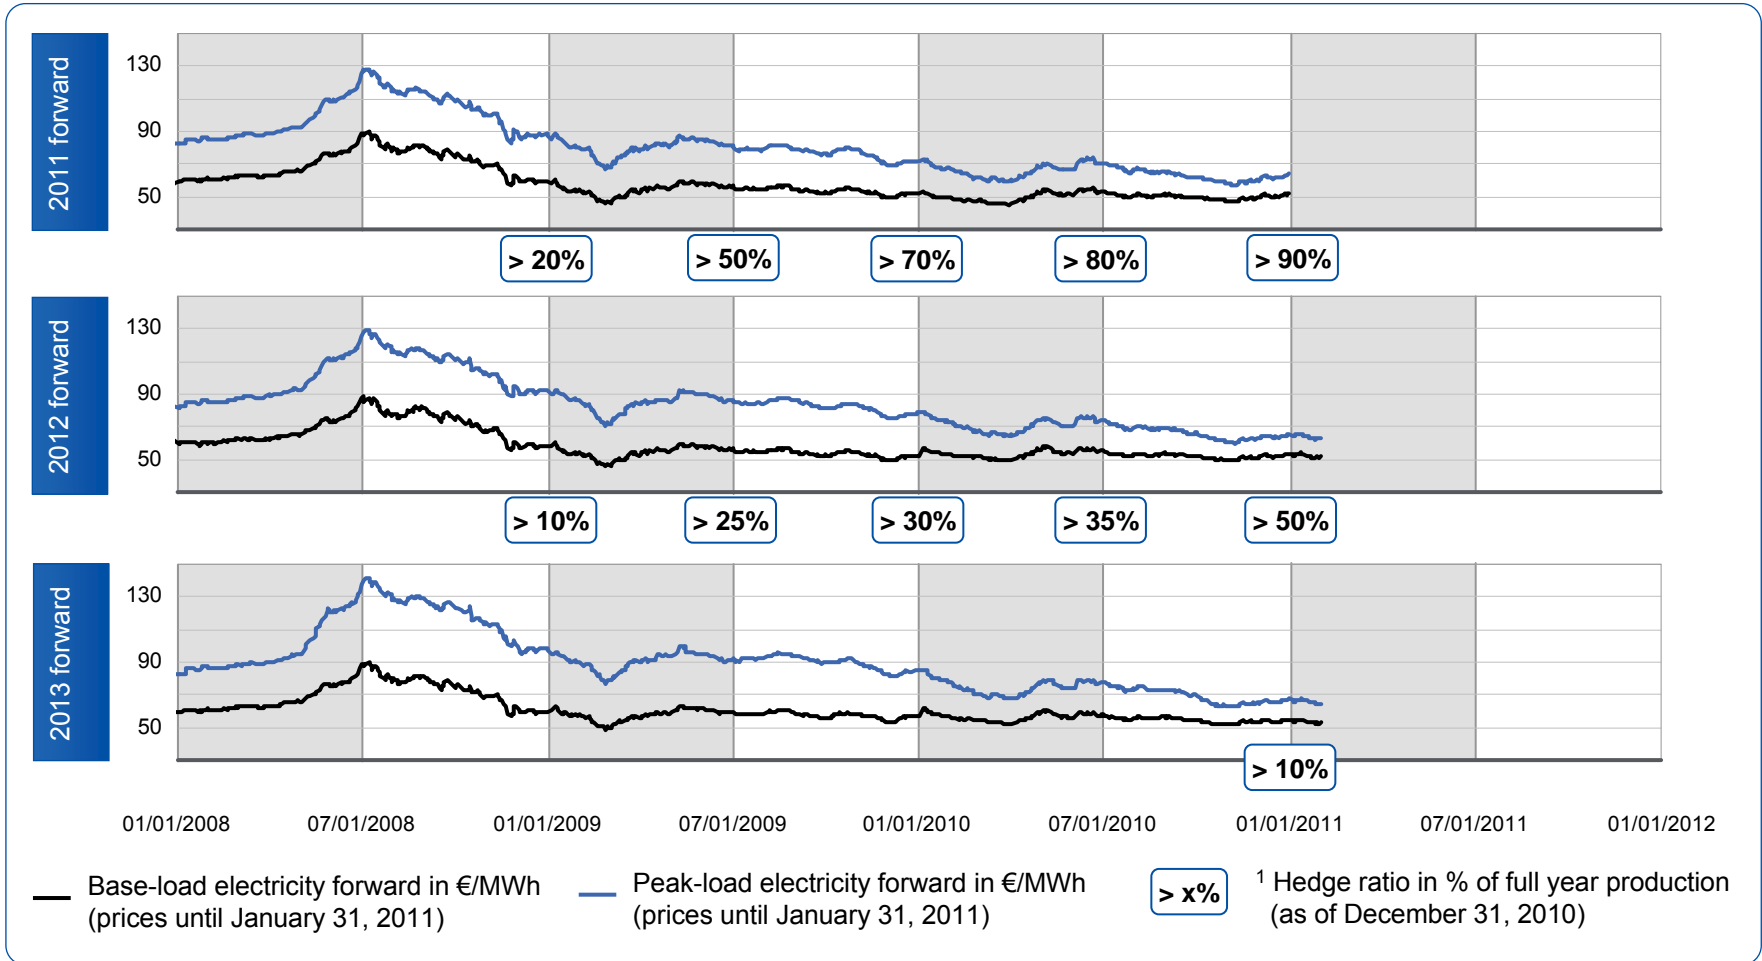 2011 forward
130
90
50
> 20%
> 50%
> 70%
> 80%
> 90%
2012 forward
130
90
50
> 10%
> 25%
> 30%
> 35%
> 50%
2013 forward
130
90
50
> 10%
01/01/2008
07/01/2008
01/01/2009
07/01/2009
01/01/2010
07/01/2010
01/01/2011
07/01/2011
01/01/2012
Base-load electricity forward in €/MWh
(prices until January 31, 2011)
Peak-load electricity forward in €/MWh
(prices until January 31, 2011)
> x%
¹ Hedge ratio in % of full year production
(as of December 31, 2010)